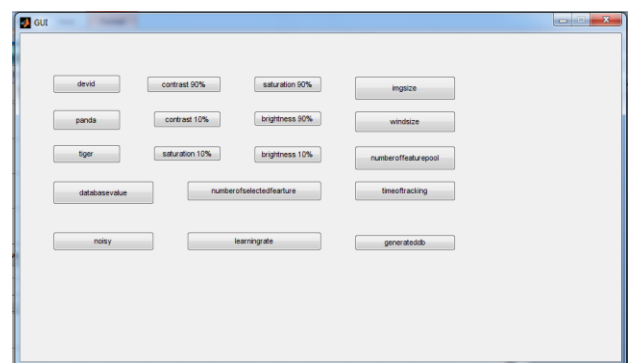 GUI
devid contrast 90% saturation 90% imgsize
panda contrast 10% brightness 90% windsize
tiger saturation 10% brightness 10% numberoffeaturepool
databasevalue numberofselectedfearture timeoftracking
noisy learningrate generateddb